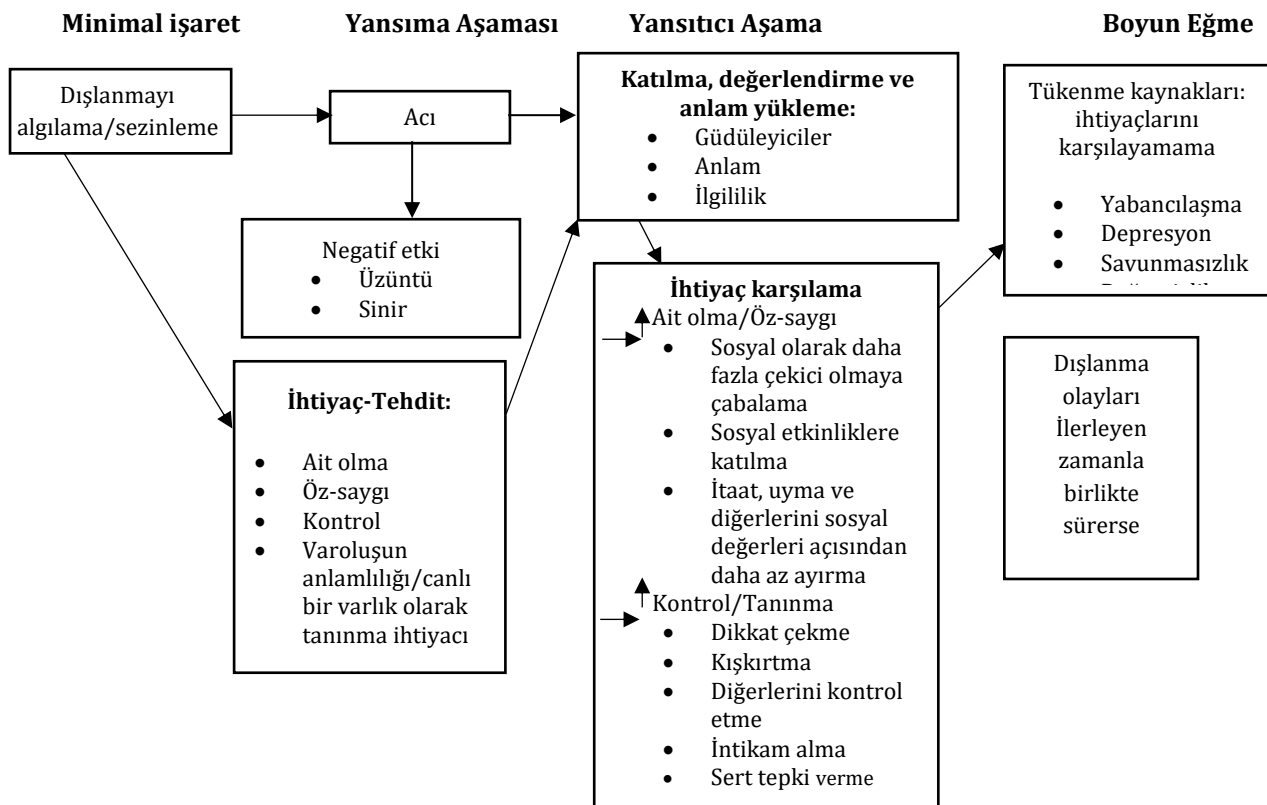 Minimal işaret
Yansıma Aşaması
Yansıtıcı Aşama
Boyun Eğme
Dışlanmayı
algılama/sezinleme
Acı
Negatif etki
• Üzüntü
• Sinir
İhtiyaç-Tehdit:
• Ait olma
• Öz-saygı
• Kontrol
• Varoluşun
anlamlılığı/canlı
bir varlık olarak
tanınma ihtiyacı
Katılma, değerlendirme ve
anlam yükleme:
• Güdüleyiciler
• Anlam
• İlgililik
İhtiyaç karşılama
Ait olma/Öz-saygı
• Sosyal olarak daha
fazla çekici olmaya
çabalama
• Sosyal etkinliklere
katılma
• İtaat, uyma ve
diğerlerini sosyal
değerleri açısından
daha az ayırma
Kontrol/Tanınma
• Dikkat çekme
• Kışkırtma
• Diğerlerini kontrol
etme
• İntikam alma
• Sert tepki verme
Tükenme kaynakları:
ihtiyaçlarını
karşılayamama
• Yabancılaşma
• Depresyon
• Savunmasızlık
Dışlanma
olayları
İlerleyen
zamanla
birlikte
sürerse